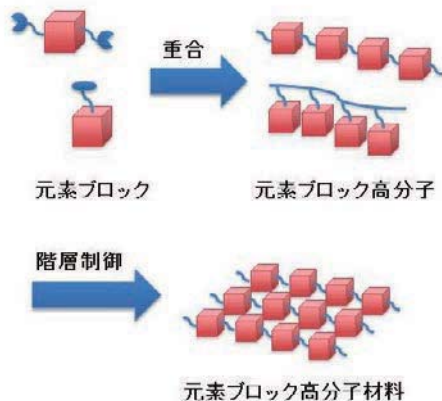 重合
元素ブロック
元素ブロック高分子
階層制御
元素ブロック高分子材料